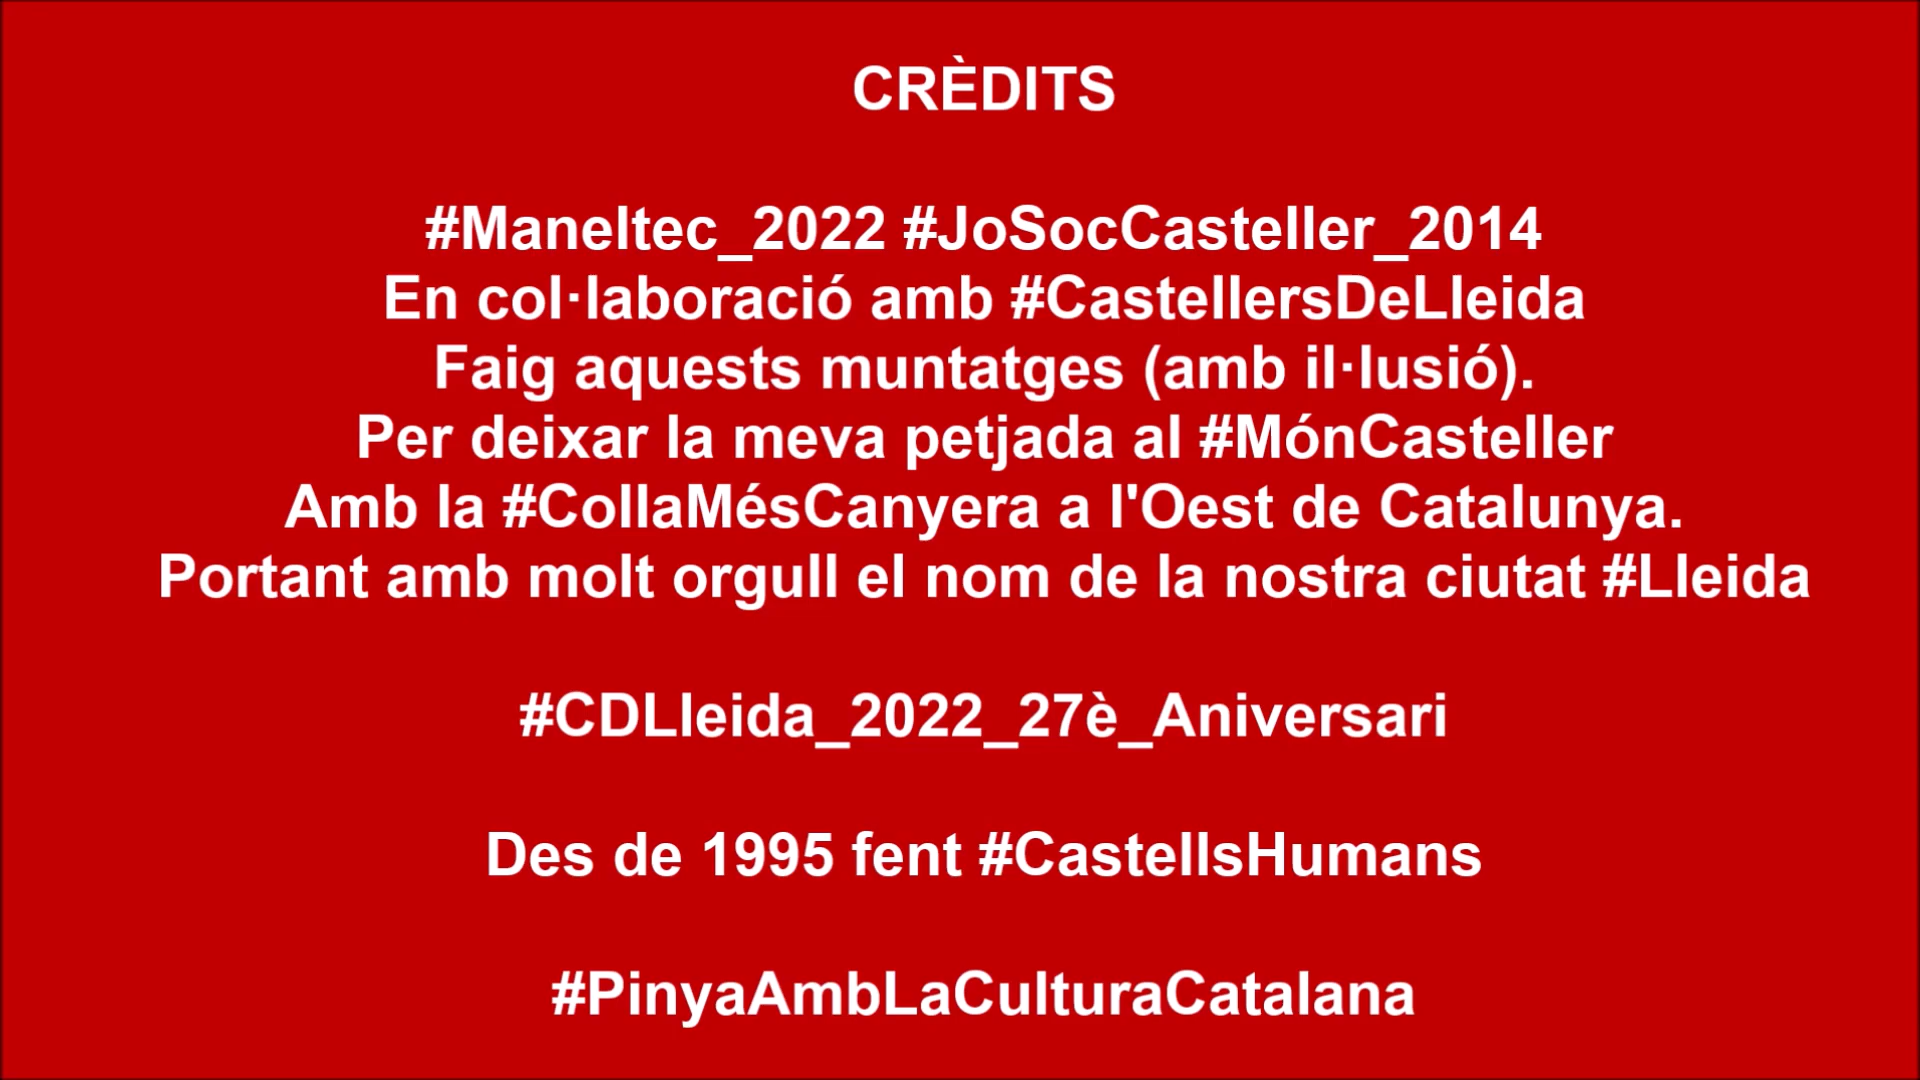 CRÈDITS
#Maneltec_2022 #JoSocCasteller_2014
En col·laboració amb #CastellersDeLleida
Faig aquests muntatges (amb il·lusió).
Per deixar la meva petjada al #MónCasteller
Amb la #CollaMésCanyera a l'Oest de Catalunya.
Portant amb molt orgull el nom de la nostra ciutat #Lleida
#CDLleida_2022_27è_Aniversari
Des de 1995 fent #CastellsHumans
#PinyaAmbLaCulturaCatalana